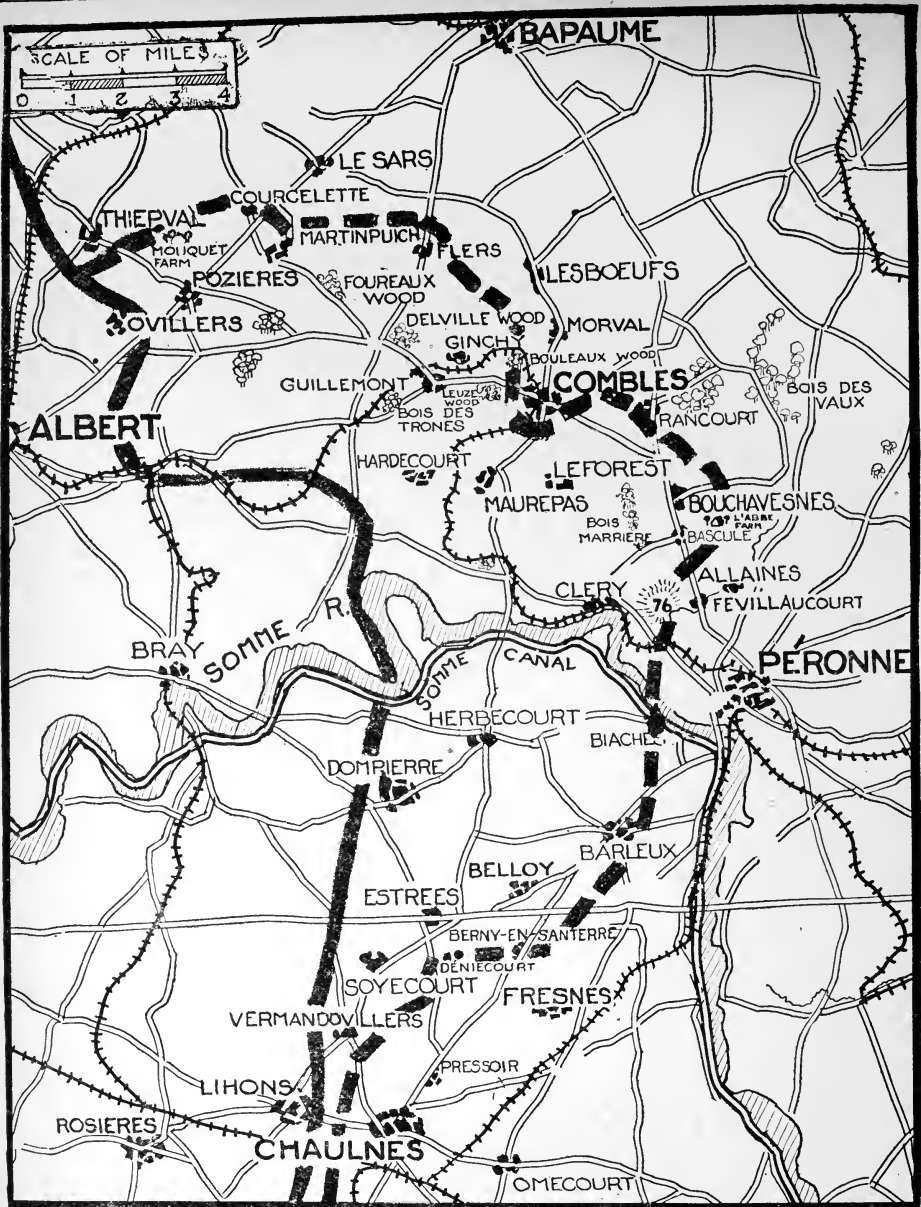 BAPAUME
SCALE OF MILES
0 1 2 3 4
LE SARS
COURCELETTE
THIEPVAL
MARTINPUICH
MOUQUET
FARM
FLERS
POZIERES
FOUREAUX
WOOD
LESBOEUFS
OVILLERS
DELVILLE WOOD
MORVAL
GINCHY
BOULEAUX WOOD
GUILLEMONT
COMBLES
LEUZE
WOOD
BOIS DES
VAUX
BOIS DES
TRONES
RANCOURT
ALBERT
HARDECOURT
LEFOREST
MAUREPAS
BOUCHAVESNES
L'ABBE
FARM
BOIS
MARRIERE
BASCULE
ALLAINES
CLERY
76
FEVILLAUCOURT
SOMME R.
BRAY
SOMME CANAL
PÉRONNE
HERBECOURT
BIACHE
DOMPIERRE
BARLEUX
BELLOY
ESTREES
BERNY-EN-SANTERRE
DÉNIECOURT
SOYECOURT
FRESNES
VERMANDOVILLERS
PRESSOIR
LIHONS
ROSIERES
CHAULNES
OMECOURT